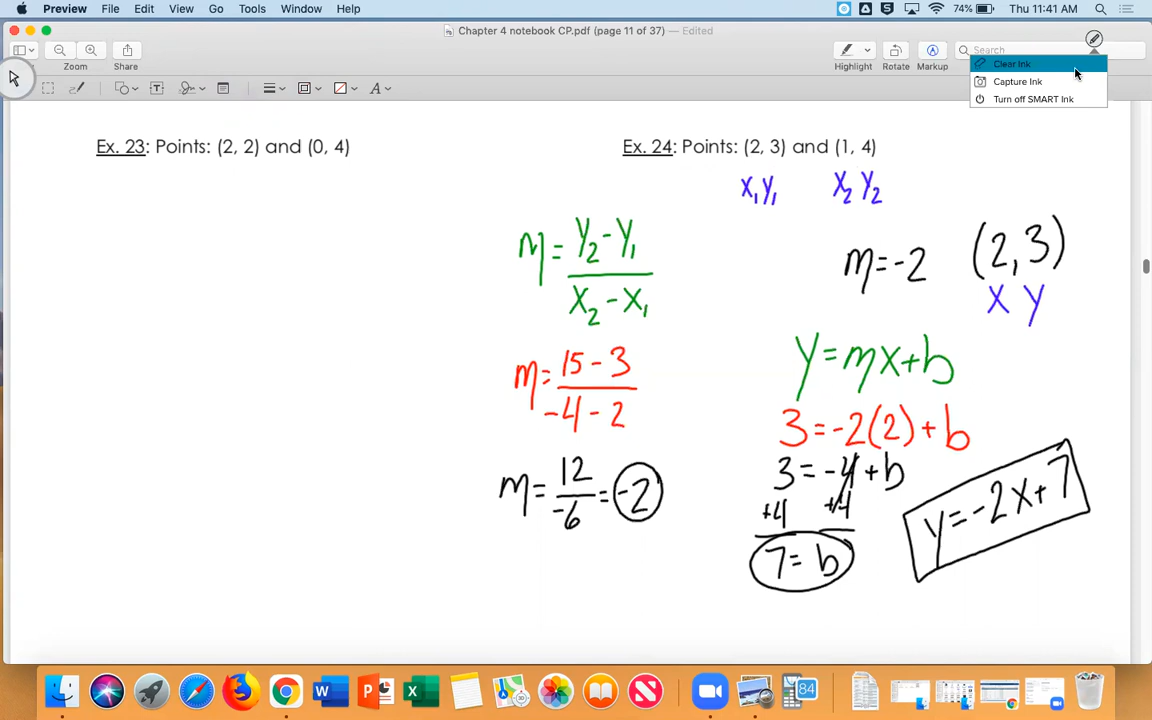 Preview File Edit View Go Tools Window Help 74% Thu 11:41 AM
Chapter 4 notebook CP.pdf (page 11 of 37) — Edited
Zoom Share Highlight Rotate Markup Search
Clear Ink
Capture Ink
Turn off SMART Ink
Ex. 23: Points: (2, 2) and (0, 4)
Ex. 24: Points: (2, 3) and (1, 4)
x₁ y₁ x₂ y₂
m = (y₂ - y₁)/(x₂ - x₁)
m = (15 - 3)/(-4 - 2)
m = 12/-6 = -2
m = -2 (2, 3)
x y
y = mx + b
3 = -2(2) + b
3 = -4 + b
+4 +4
7 = b
y = -2x + 7
84